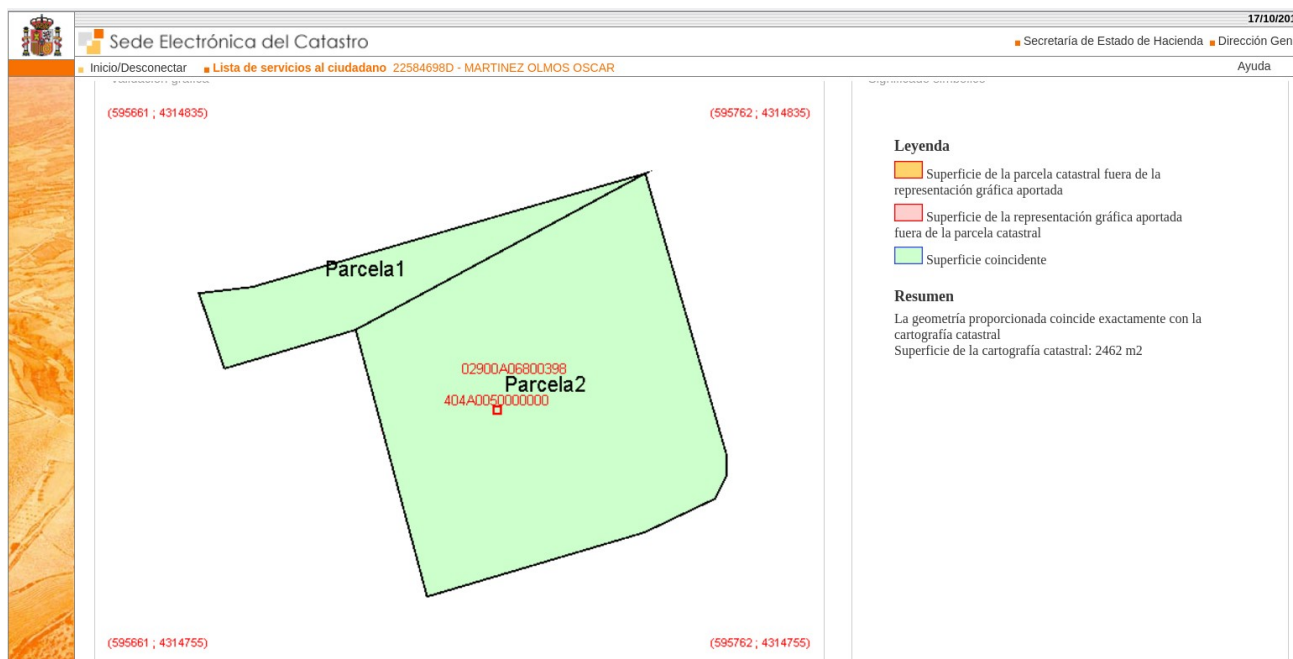 17/10/201
Sede Electrónica del Catastro
Secretaría de Estado de Hacienda Dirección Gen
Inicio/Desconectar Lista de servicios al ciudadano 22584698D - MARTINEZ OLMOS OSCAR Ayuda
(595661 ; 4314835) (595762 ; 4314835)
Parcela1
02900A06800398
Parcela2
404A0050000000
(595661 ; 4314755) (595762 ; 4314755)
Leyenda
Superficie de la parcela catastral fuera de la
representación gráfica aportada
Superficie de la representación gráfica aportada
fuera de la parcela catastral
Superficie coincidente
Resumen
La geometría proporcionada coincide exactamente con la
cartografía catastral
Superficie de la cartografía catastral: 2462 m2